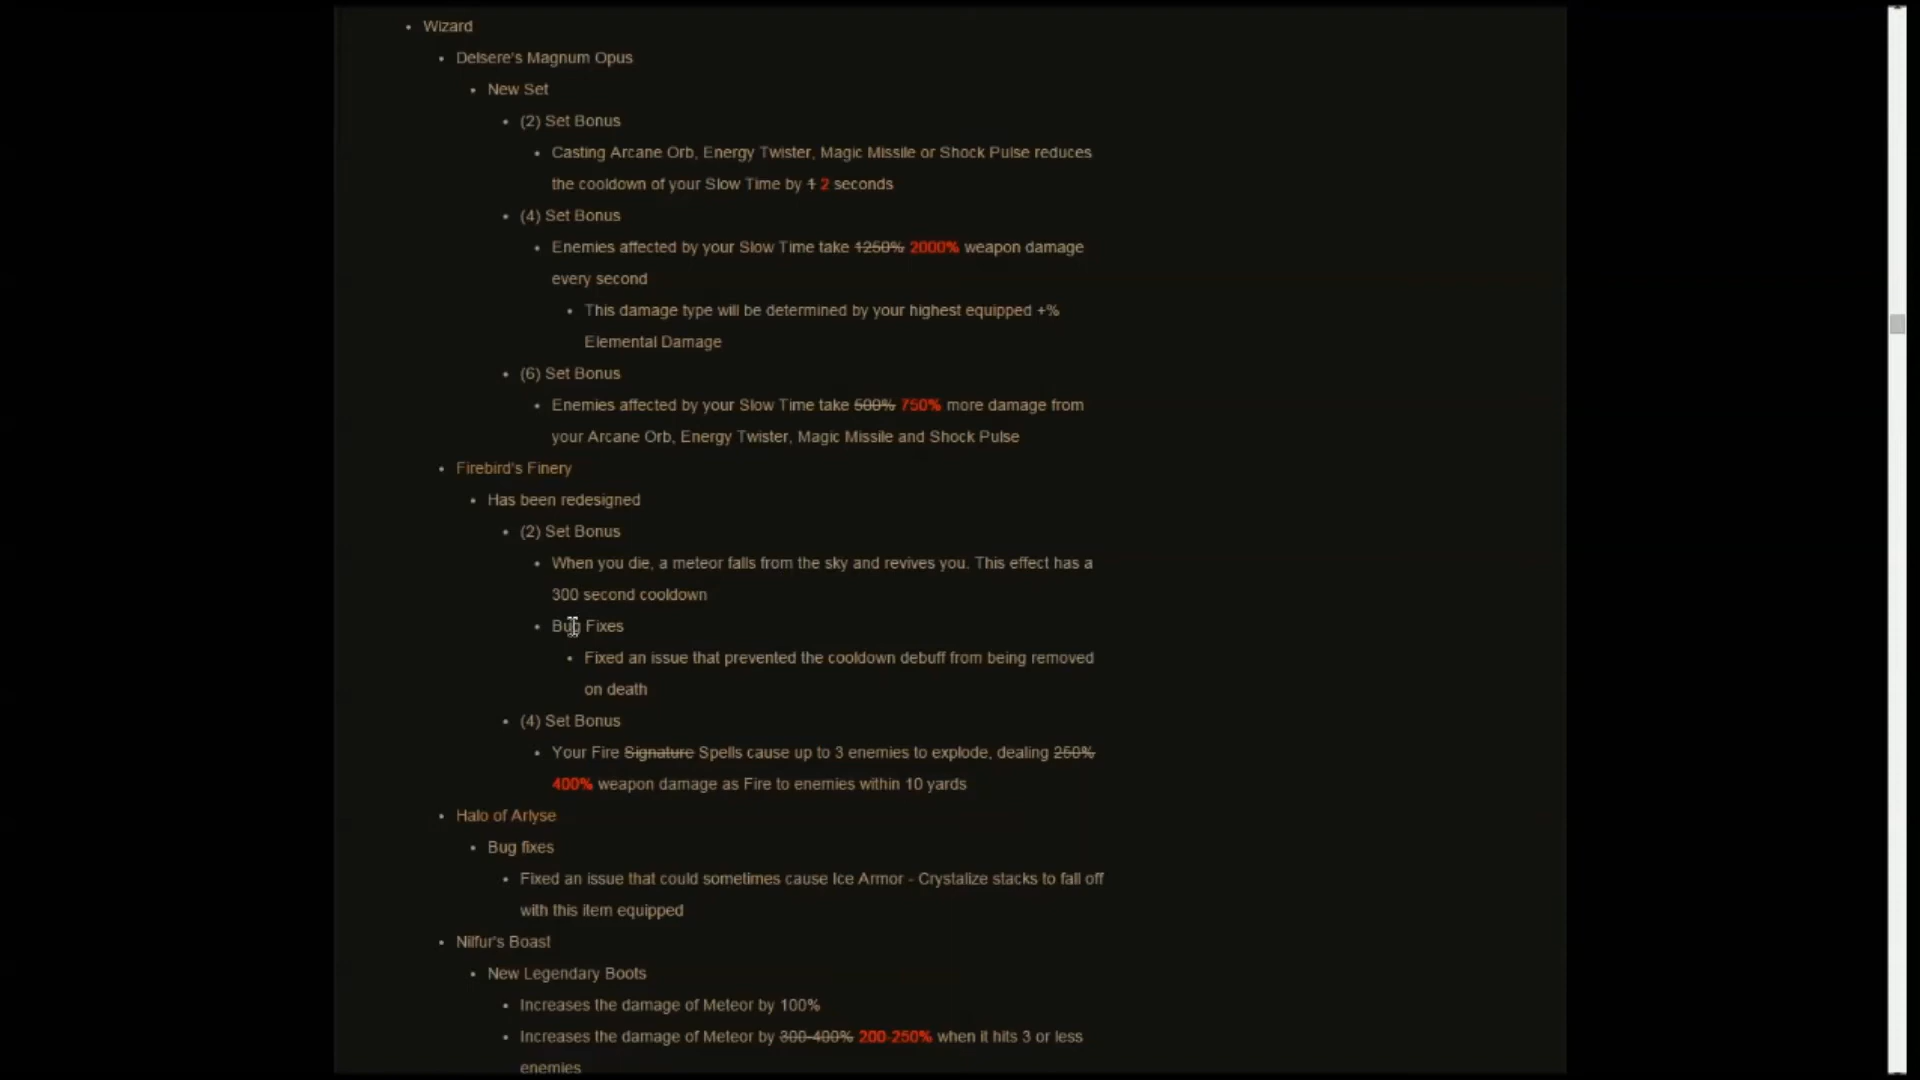 Wizard
Delsere's Magnum Opus
New Set
(2) Set Bonus
Casting Arcane Orb, Energy Twister, Magic Missile or Shock Pulse reduces
the cooldown of your Slow Time by 1 2 seconds
(4) Set Bonus
Enemies affected by your Slow Time take 1250% 2000% weapon damage
every second
This damage type will be determined by your highest equipped +%
Elemental Damage
(6) Set Bonus
Enemies affected by your Slow Time take 500% 750% more damage from
your Arcane Orb, Energy Twister, Magic Missile and Shock Pulse
Firebird's Finery
Has been redesigned
(2) Set Bonus
When you die, a meteor falls from the sky and revives you. This effect has a
300 second cooldown
Bug Fixes
Fixed an issue that prevented the cooldown debuff from being removed
on death
(4) Set Bonus
Your Fire Signature Spells cause up to 3 enemies to explode, dealing 250%
400% weapon damage as Fire to enemies within 10 yards
Halo of Arlyse
Bug fixes
Fixed an issue that could sometimes cause Ice Armor - Crystalize stacks to fall off
with this item equipped
Nilfur's Boast
New Legendary Boots
Increases the damage of Meteor by 100%
Increases the damage of Meteor by 300-400% 200-250% when it hits 3 or less
enemies